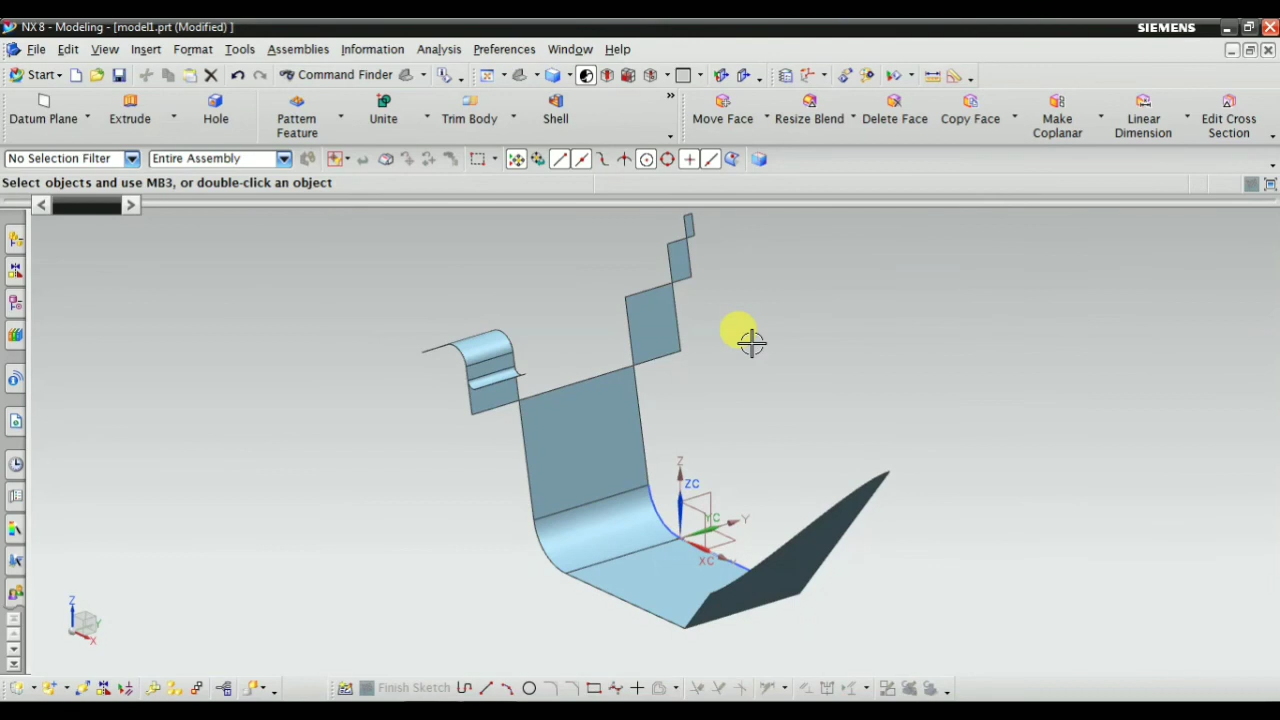 NX 8 - Modeling - [model1.prt (Modified) ]
SIEMENS
File Edit View Insert Format Tools Assemblies Information Analysis Preferences Window Help
Start Command Finder
Datum Plane Extrude Hole Pattern Feature Unite Trim Body Shell Move Face Resize Blend Delete Face Copy Face Make Coplanar Linear Dimension Edit Cross Section
No Selection Filter Entire Assembly
Select objects and use MB3, or double-click an object
Z
ZC
YC Y
XC
Z
Y
X
Finish Sketch